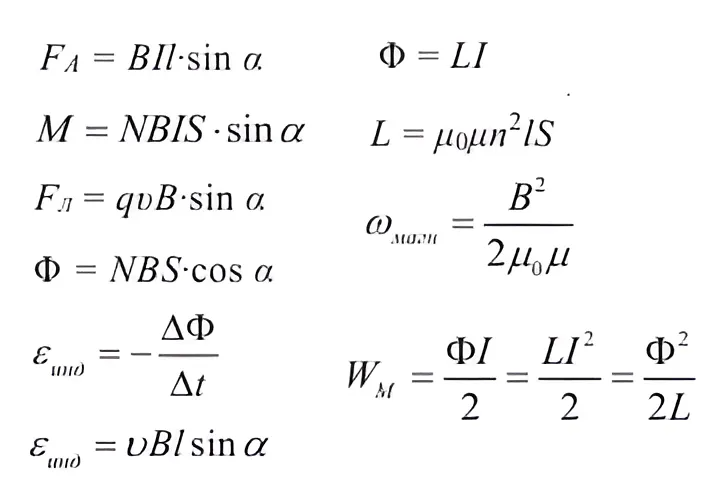 F_A = BIl·sin α
M = NBIS·sin α
F_Л = qυB·sin α
Φ = NBS·cos α
ε_инд = −ΔΦ/Δt
ε_инд = υBl sin α
Φ = LI
L = μ₀μn²lS
ω_магн = B²/2μ₀μ
W_М = ΦI/2 = LI²/2 = Φ²/2L